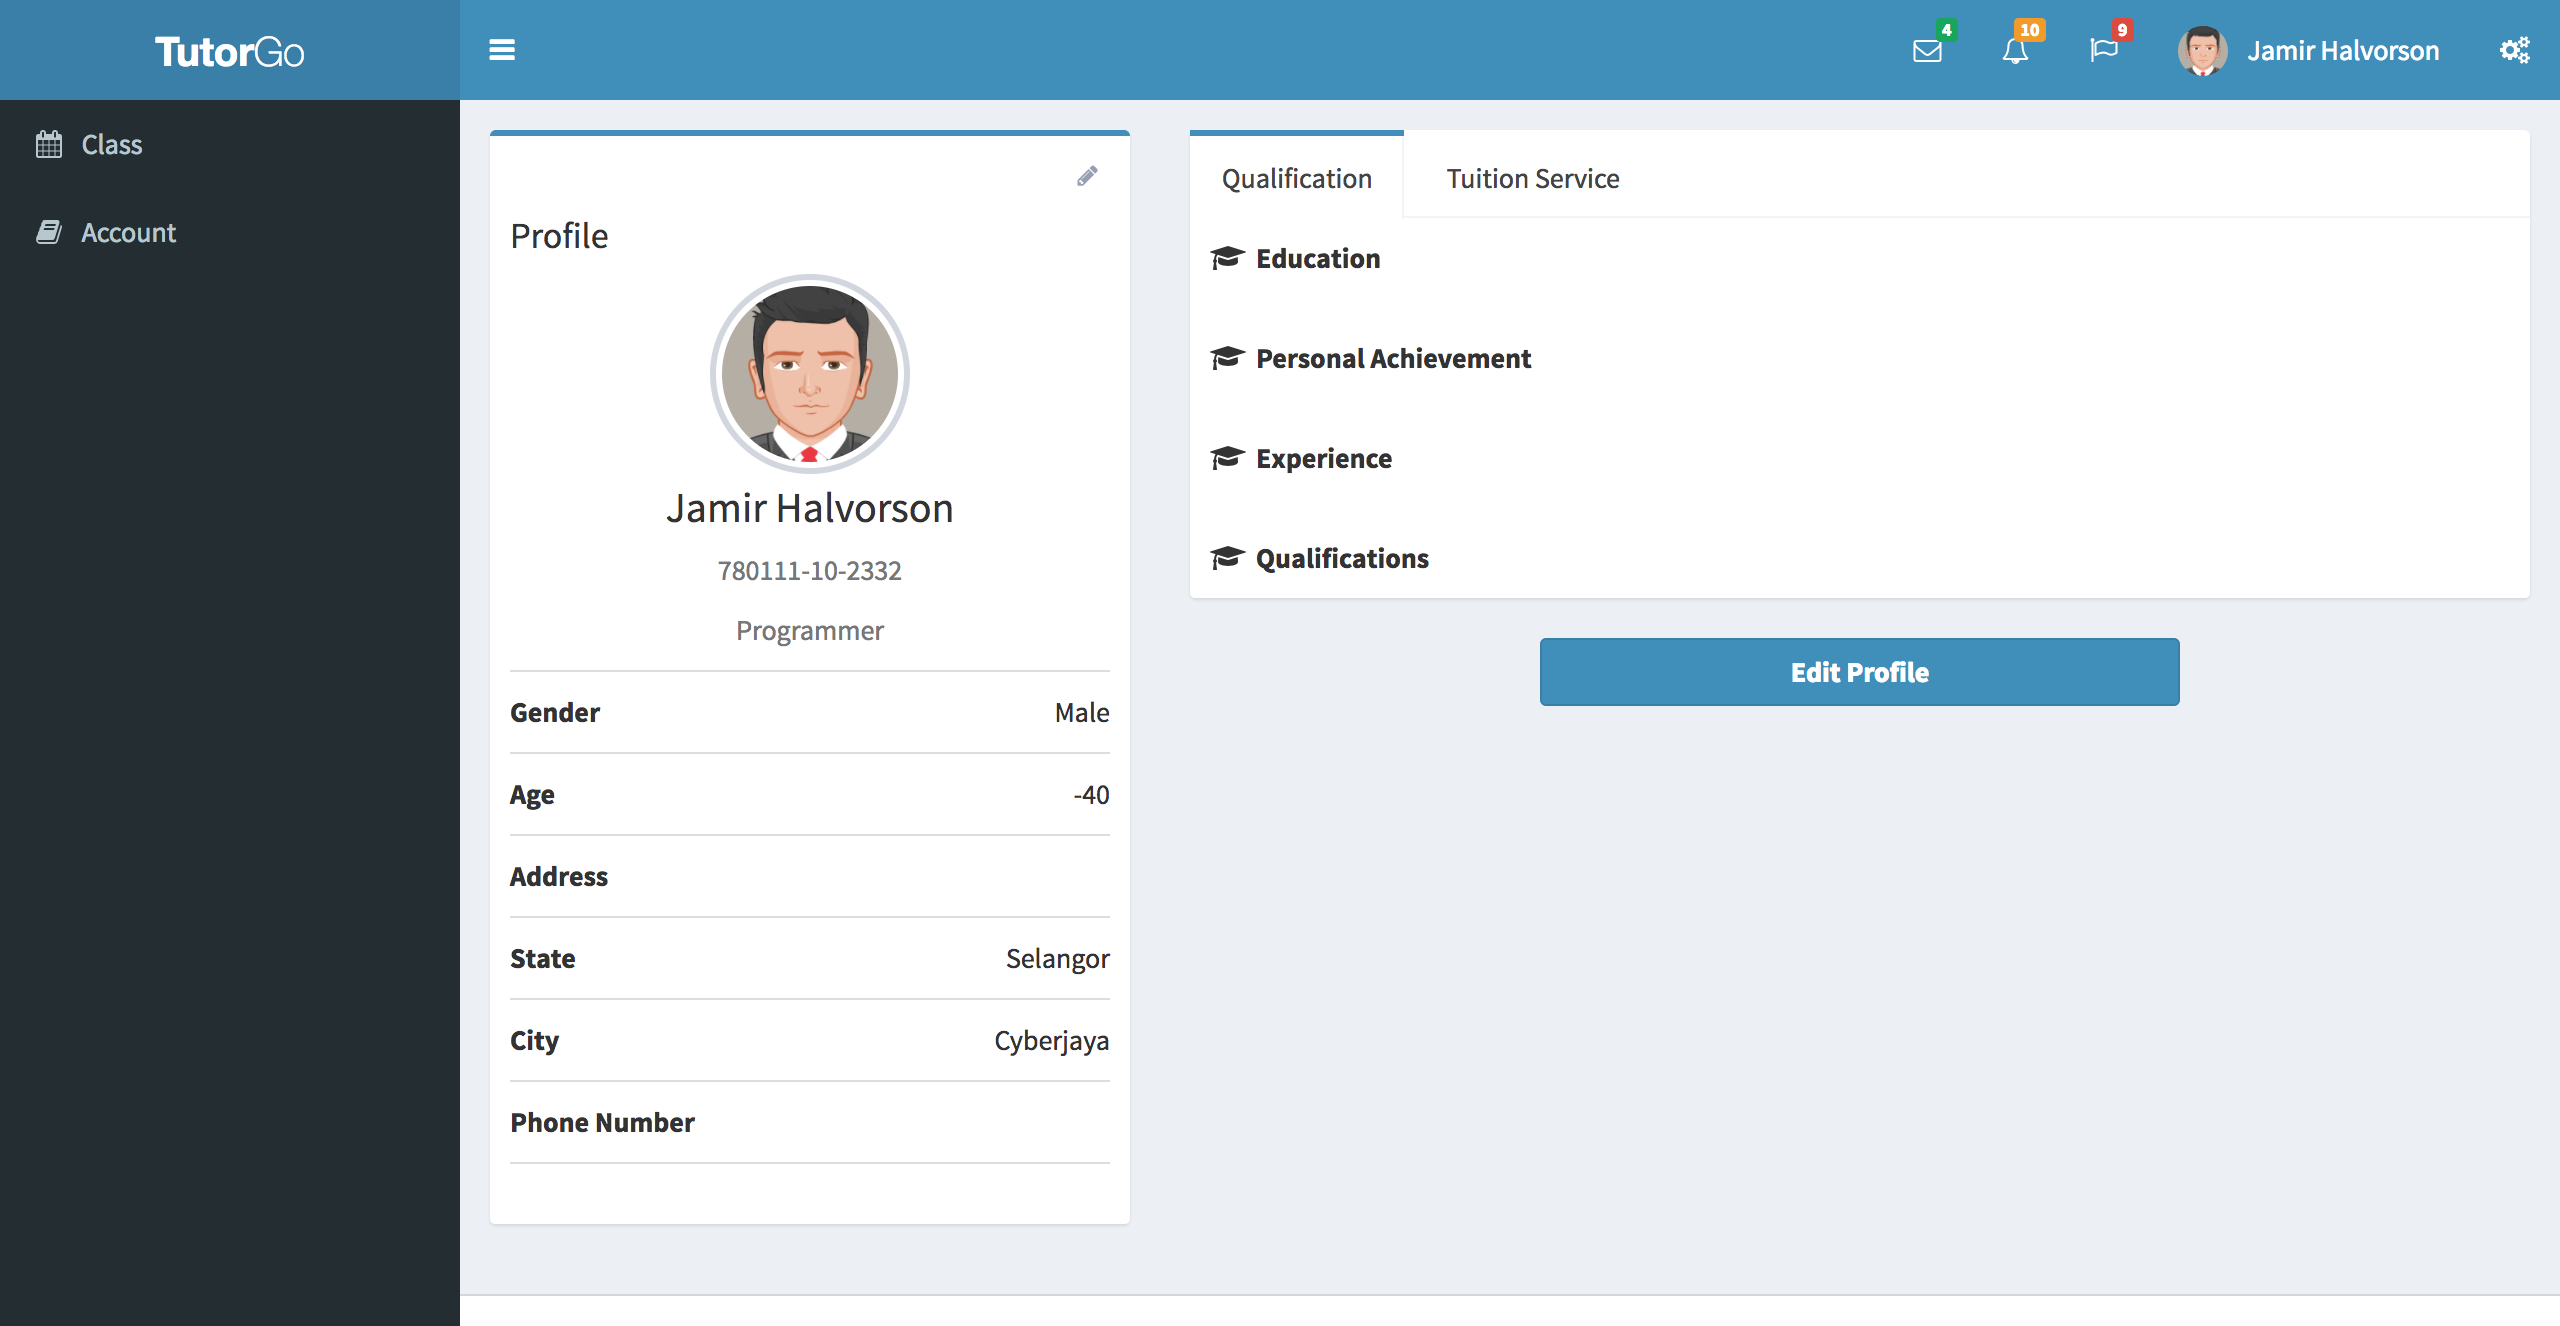 TutorGo
4
10
9
Jamir Halvorson
Class
Account
Profile
Jamir Halvorson
780111-10-2332
Programmer
Gender Male
Age -40
Address
State Selangor
City Cyberjaya
Phone Number
Qualification Tuition Service
Education
Personal Achievement
Experience
Qualifications
Edit Profile